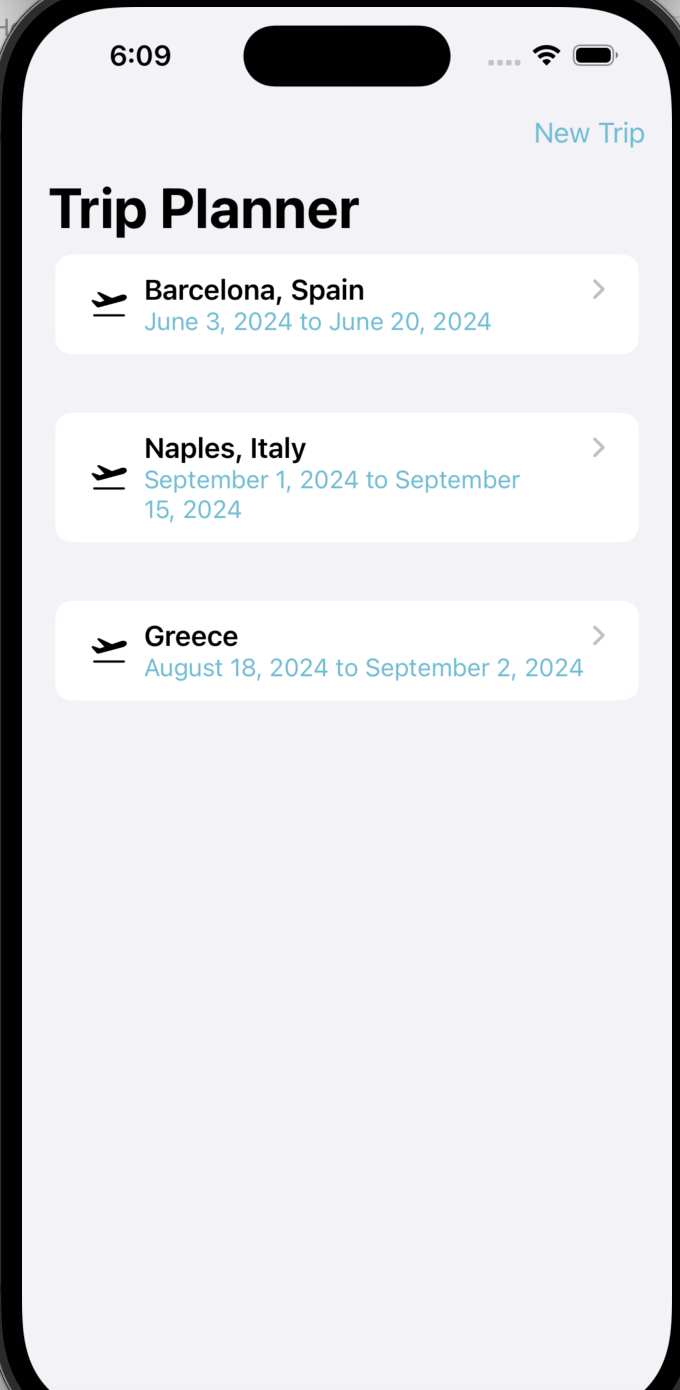 6:09
New Trip
Trip Planner
Barcelona, Spain
June 3, 2024 to June 20, 2024
Naples, Italy
September 1, 2024 to September
15, 2024
Greece
August 18, 2024 to September 2, 2024